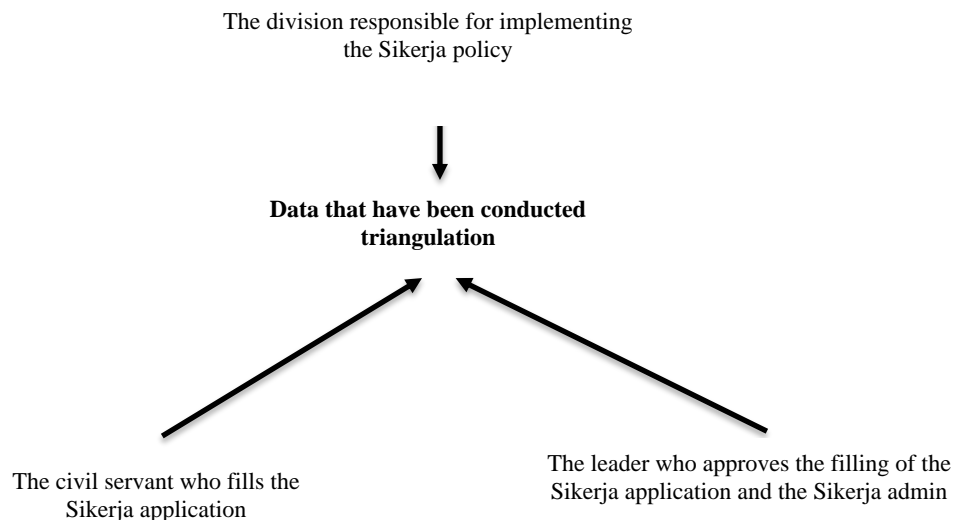 The division responsible for implementing
the Sikerja policy
Data that have been conducted
triangulation
The civil servant who fills the
Sikerja application
The leader who approves the filling of the
Sikerja application and the Sikerja admin